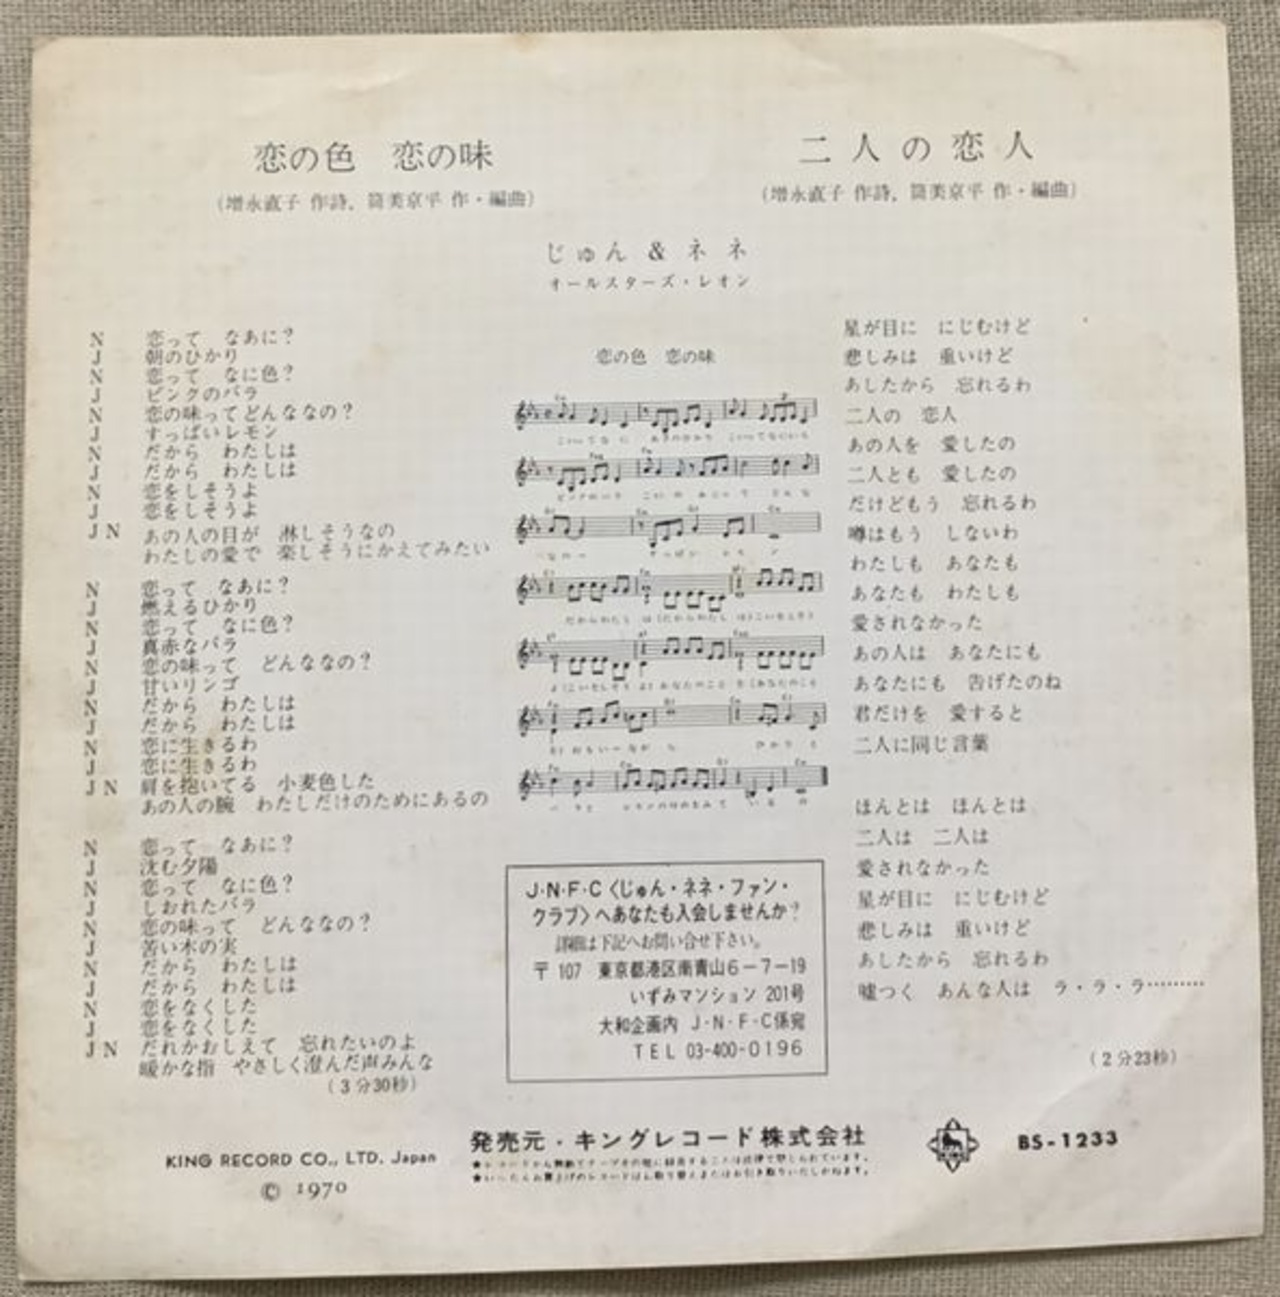 恋の色　恋の味
(増永直子 作詩，筒美京平 作・編曲)
二人の恋人
(増永直子 作詩，筒美京平 作・編曲)
じゅん & ネネ
オールスターズ・レオン
N 恋って　なあに？
J 朝のひかり
N 恋って　なに色？
J ピンクのバラ
N 恋の味ってどんななの？
J すっぱいレモン
N だから　わたしは
J だから　わたしは
N 恋をしそうよ
J 恋をしそうよ
J N あの人の目が　淋しそうなの
わたしの愛で　楽しそうにかえてみたい
N 恋って　なあに？
J 燃えるひかり
N 恋って　なに色？
J 真赤なバラ
N 恋の味って　どんななの？
J 甘いリンゴ
N だから　わたしは
J だから　わたしは
N 恋に生きるわ
J 恋に生きるわ
J N 肩を抱いてる　小麦色した
あの人の腕　わたしだけのためにあるの
N 恋って　なあに？
J 沈む夕陽
N 恋って　なに色？
J しおれたバラ
N 恋の味って　どんななの？
J 苦い木の実
N だから　わたしは
J だから　わたしは
N 恋をなくした
J 恋をなくした
J N だれかおしえて　忘れたいのよ
暖かな指　やさしく澄んだ声みんな
(3分30秒)
恋の色　恋の味
J·N·F·C〈じゅん・ネネ・ファン・
クラブ〉へあなたも入会しませんか？
詳細は下記へお問い合せ下さい。
〒107　東京都港区南青山6－7－19
いずみマンション 201号
大和企画内　J·N·F·C係宛
TEL 03-400-0196
星が目に　にじむけど
悲しみは　重いけど
あしたから　忘れるわ
二人の　恋人
あの人を　愛したの
二人とも　愛したの
だけどもう　忘れるわ
噂はもう　しないわ
わたしも　あなたも
あなたも　わたしも
愛されなかった
あの人は　あなたにも
あなたにも　告げたのね
君だけを　愛すると
二人に同じ言葉
ほんとは　ほんとは
二人は　二人は
愛されなかった
星が目に　にじむけど
悲しみは　重いけど
あしたから　忘れるわ
嘘つく　あんな人は　ラ・ラ・ラ………
(2分23秒)
KING RECORD CO., LTD. Japan
© 1970
発売元・キングレコード株式会社
BS-1233